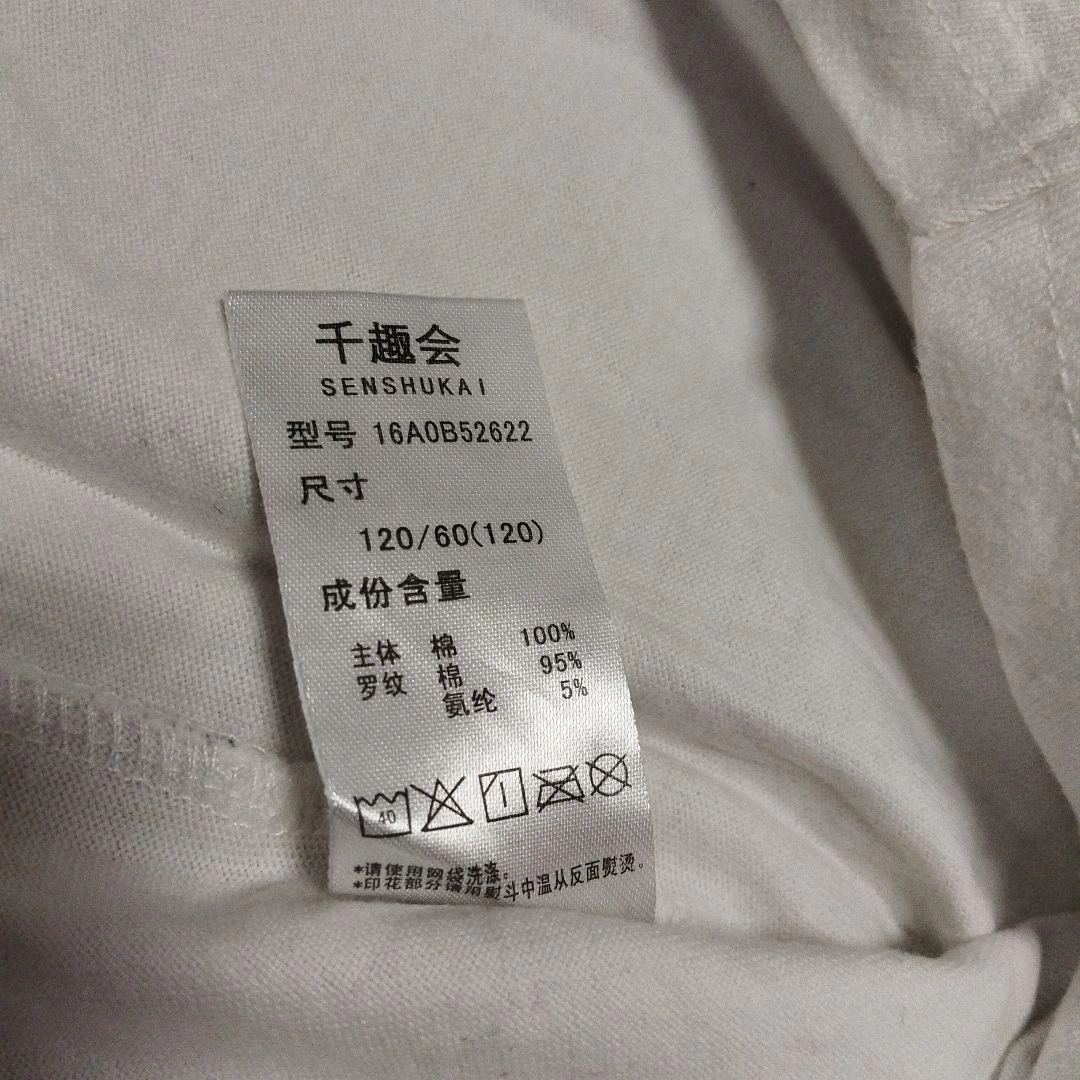 千趣会
SENSHUKAI
型号 16A0B52622
尺寸
120/60(120)
成份含量
主体 棉 100%
罗纹 棉 95%
氨纶 5%
40
*请使用网袋洗涤。
*印花部分请用熨斗中温从反面熨烫。